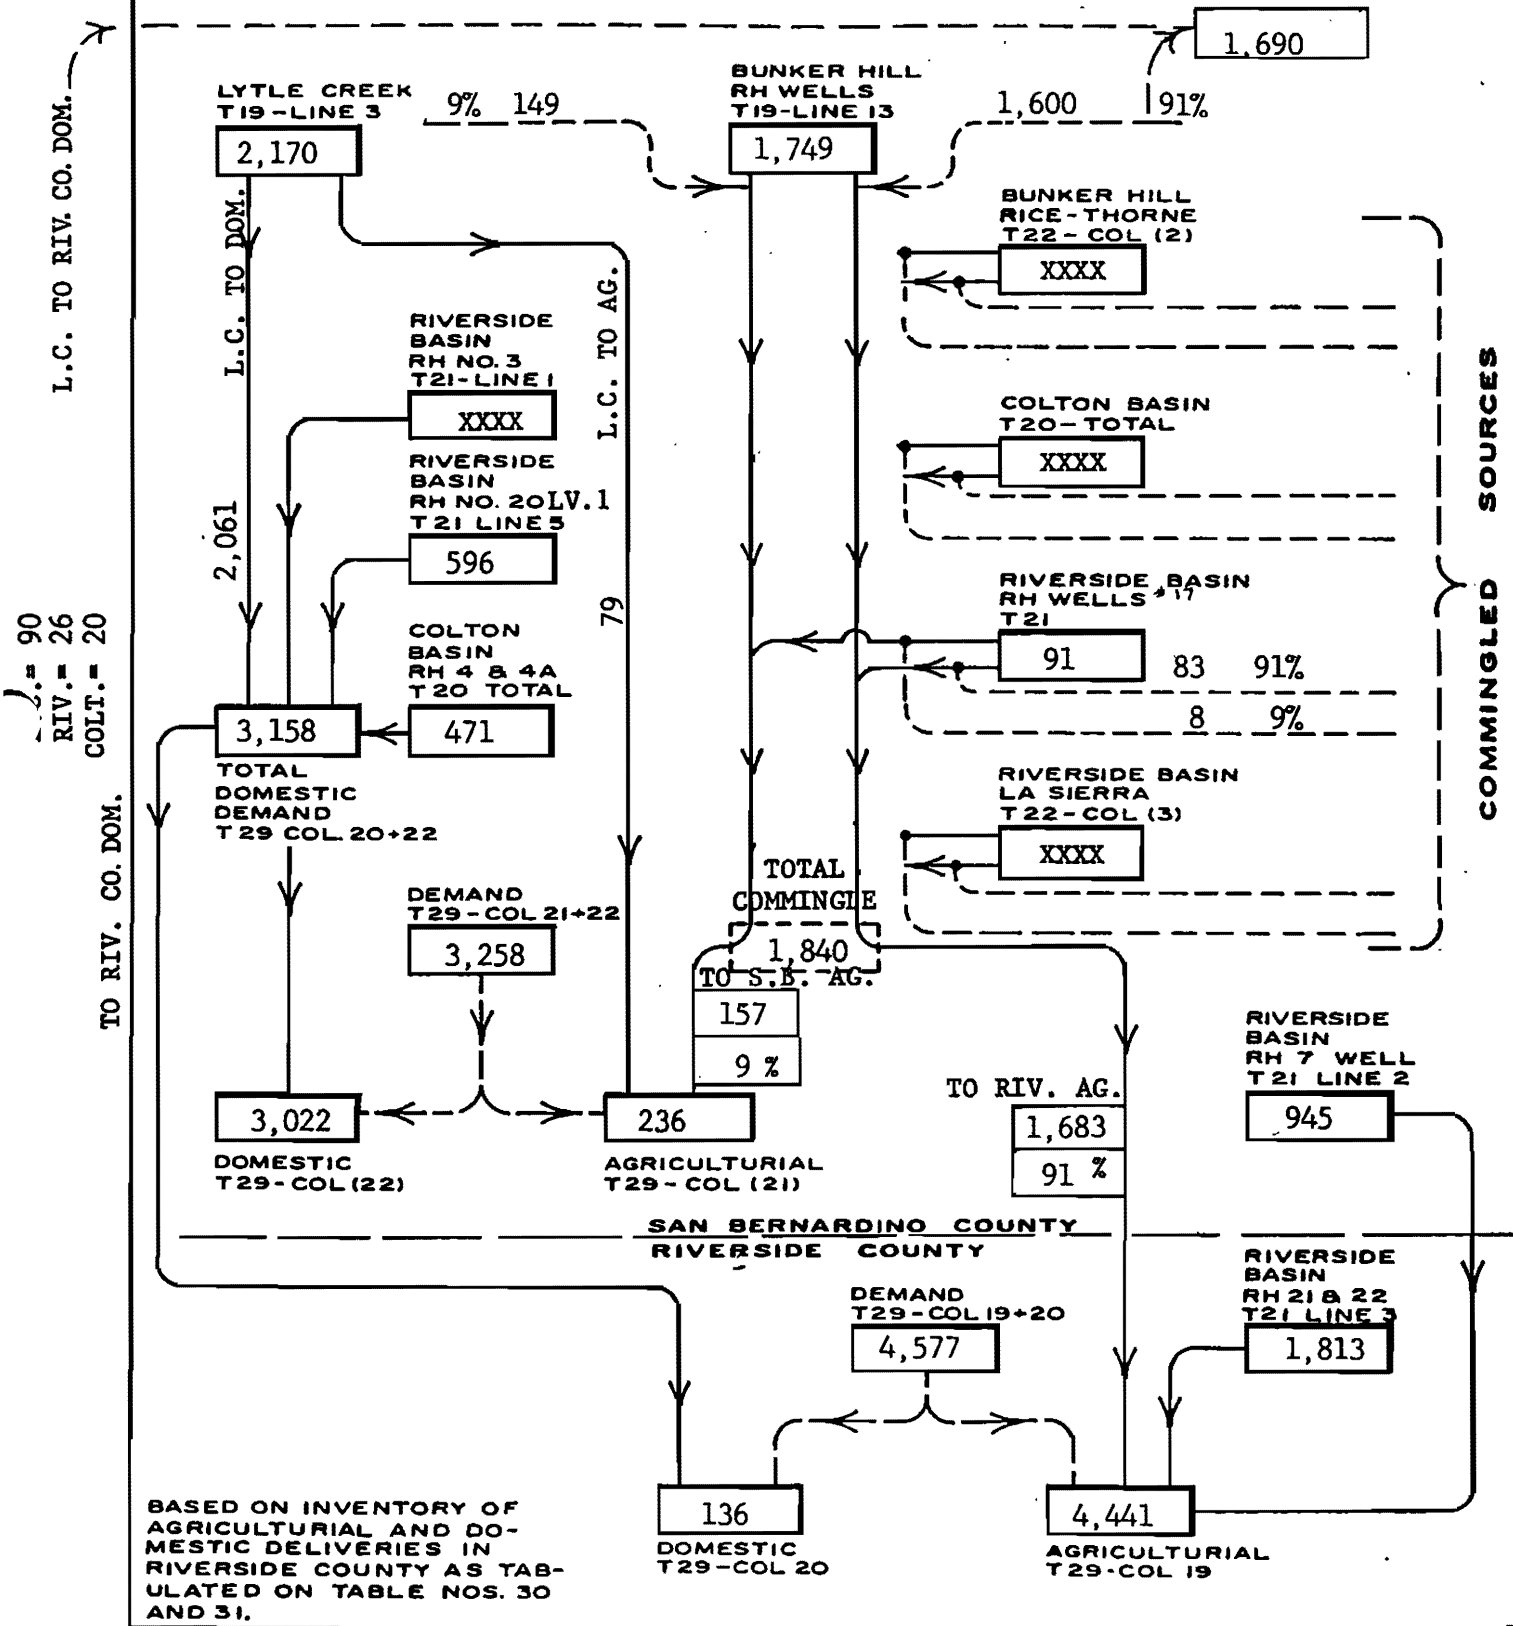 1,690
L.C. TO RIV. CO. DOM.
LYTLE CREEK
T19-LINE 3
2,170
9% 149
BUNKER HILL
RH WELLS
T19-LINE 13
1,749
1,600 91%
L.C. TO DOM.
2,061
L.C. TO AG.
79
BUNKER HILL
RICE-THORNE
T22-COL (2)
XXXX
RIVERSIDE
BASIN
RH NO. 3
T21-LINE 1
XXXX
COLTON BASIN
T20-TOTAL
XXXX
RIVERSIDE
BASIN
RH NO. 20LV.1
T21 LINE 5
596
RIVERSIDE BASIN
RH WELLS #17
T21
91
83 91%
8 9%
COLTON
BASIN
RH 4 & 4A
T20 TOTAL
471
3,158
TOTAL
DOMESTIC
DEMAND
T29 COL. 20+22
RIVERSIDE BASIN
LA SIERRA
T22-COL (3)
XXXX
COMMINGLED SOURCES
= 90
RIV.= 26
COLT.= 20
TO RIV. CO. DOM.
DEMAND
T29-COL 21+22
3,258
TOTAL
COMMINGLE
1,840
TO S.B. AG.
157
9 %
3,022
DOMESTIC
T29-COL (22)
236
AGRICULTURIAL
T29-COL (21)
TO RIV. AG.
1,683
91 %
RIVERSIDE
BASIN
RH 7 WELL
T21 LINE 2
945
SAN BERNARDINO COUNTY
RIVERSIDE COUNTY
RIVERSIDE
BASIN
RH 21 & 22
T21 LINE 3
1,813
DEMAND
T29-COL 19+20
4,577
136
DOMESTIC
T29-COL 20
4,441
AGRICULTURIAL
T29-COL 19
BASED ON INVENTORY OF
AGRICULTURIAL AND DO-
MESTIC DELIVERIES IN
RIVERSIDE COUNTY AS TAB-
ULATED ON TABLE NOS. 30
AND 31.